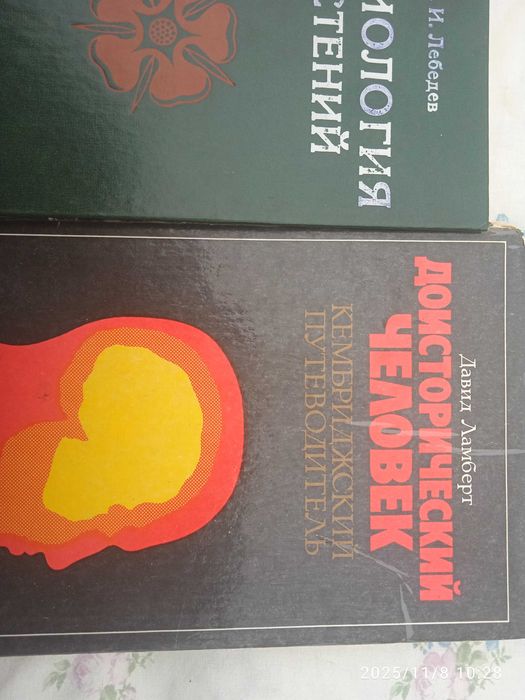 И. Лебедев
ИОЛОГИЯ
СТЕНИЙ
Давид Ламберт
ДОИСТОРИЧЕСКИЙ
ЧЕЛОВЕК
КЕМБРИДЖСКИЙ
ПУТЕВОДИТЕЛЬ
2025/11/8 10:28